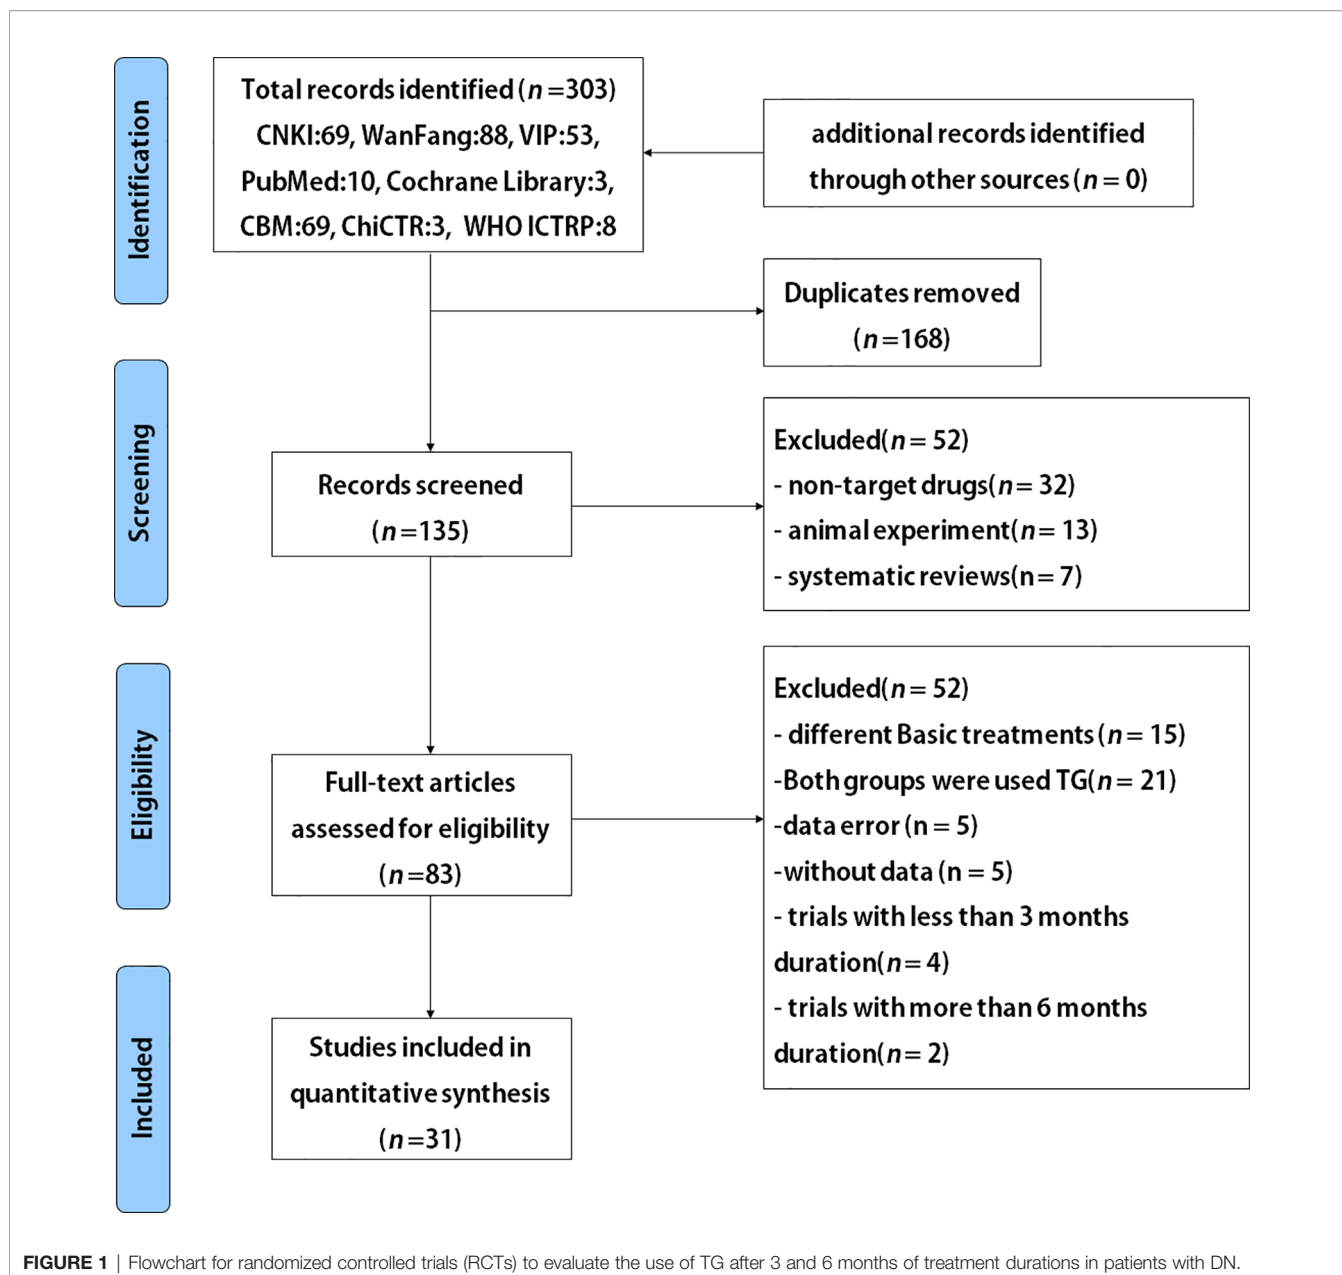 Identification
Total records identified (n =303)
CNKI:69, WanFang:88, VIP:53,
PubMed:10, Cochrane Library:3,
CBM:69, ChiCTR:3, WHO ICTRP:8
additional records identified
through other sources (n = 0)
Duplicates removed
(n=168)
Screening
Records screened
(n=135)
Excluded(n= 52)
- non-target drugs(n= 32)
- animal experiment(n= 13)
- systematic reviews(n= 7)
Eligibility
Full-text articles
assessed for eligibility
(n=83)
Excluded(n= 52)
- different Basic treatments (n= 15)
-Both groups were used TG(n= 21)
-data error (n = 5)
-without data (n = 5)
- trials with less than 3 months
duration(n= 4)
- trials with more than 6 months
duration(n= 2)
Included
Studies included in
quantitative synthesis
(n=31)
FIGURE 1 | Flowchart for randomized controlled trials (RCTs) to evaluate the use of TG after 3 and 6 months of treatment durations in patients with DN.